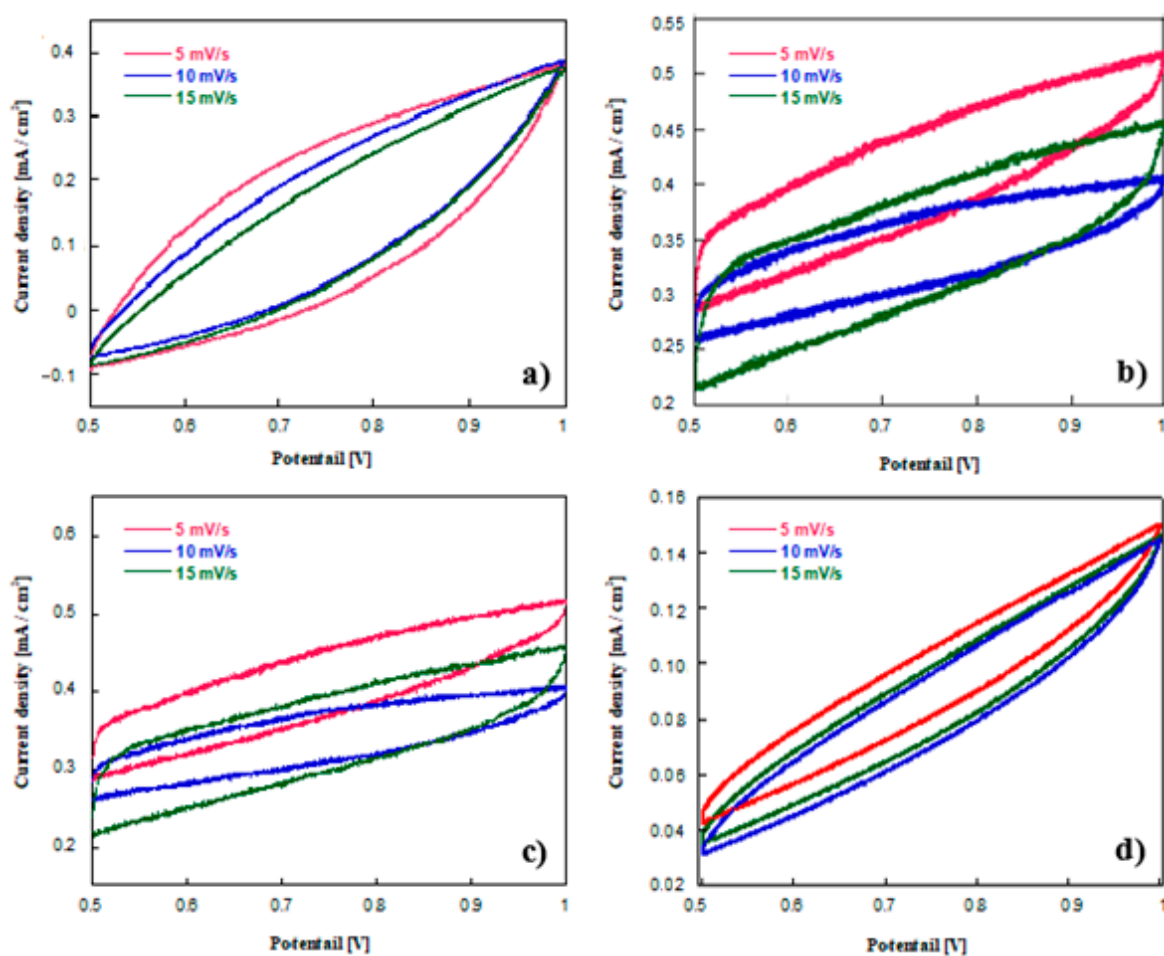 Current density [mA / cm²]
0.4
0.3
0.2
0.1
0
−0.1
5 mV/s
10 mV/s
15 mV/s
a)
0.5 0.6 0.7 0.8 0.9 1
Potentail [V]
Current density [mA / cm²]
0.55
0.5
0.45
0.4
0.35
0.3
0.25
0.2
5 mV/s
10 mV/s
15 mV/s
b)
0.5 0.6 0.7 0.8 0.9 1
Potentail [V]
Current density [mA / cm²]
0.6
0.5
0.4
0.3
0.2
5 mV/s
10 mV/s
15 mV/s
c)
0.5 0.6 0.7 0.8 0.9 1
Potentail [V]
Current density [mA / cm²]
0.16
0.14
0.12
0.10
0.08
0.06
0.04
0.02
5 mV/s
10 mV/s
15 mV/s
d)
0.5 0.6 0.7 0.8 0.9 1
Potentail [V]